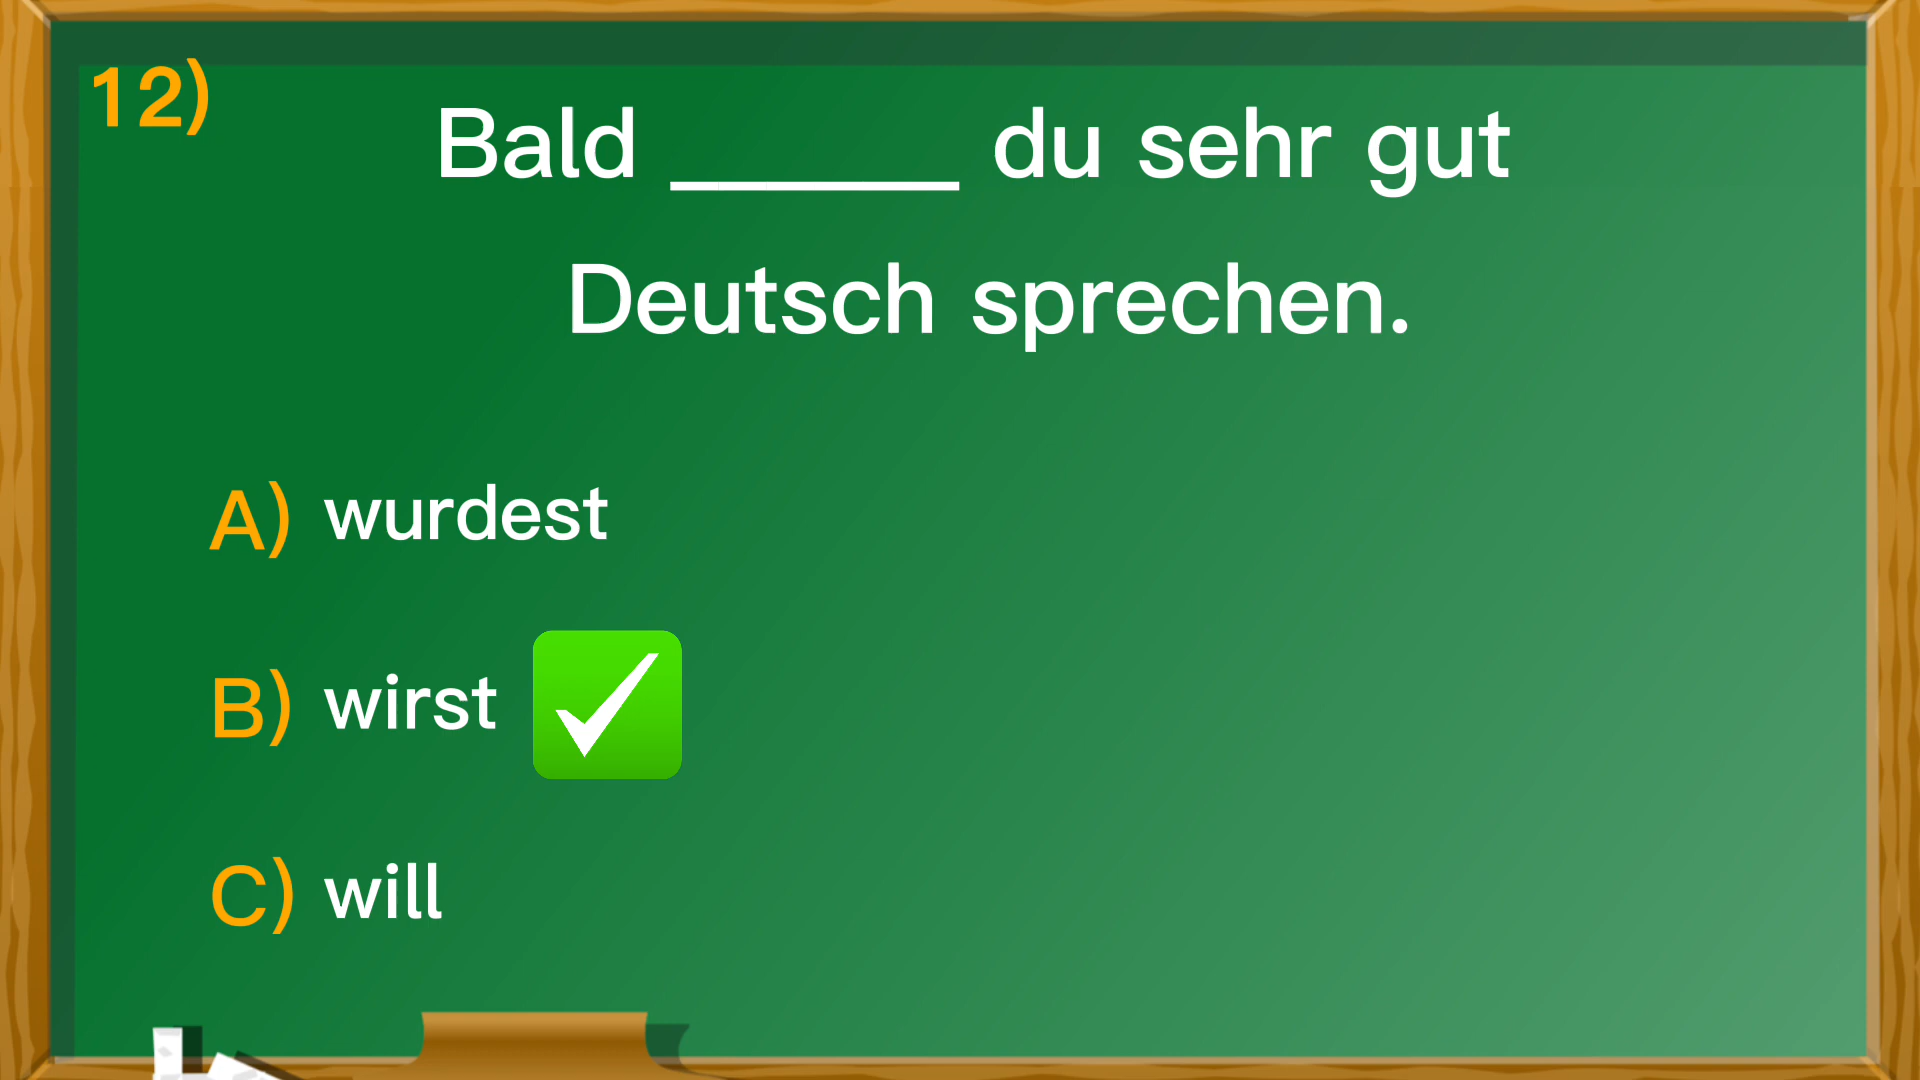 12)
Bald ______ du sehr gut
Deutsch sprechen.
A) wurdest
B) wirst ✅
C) will